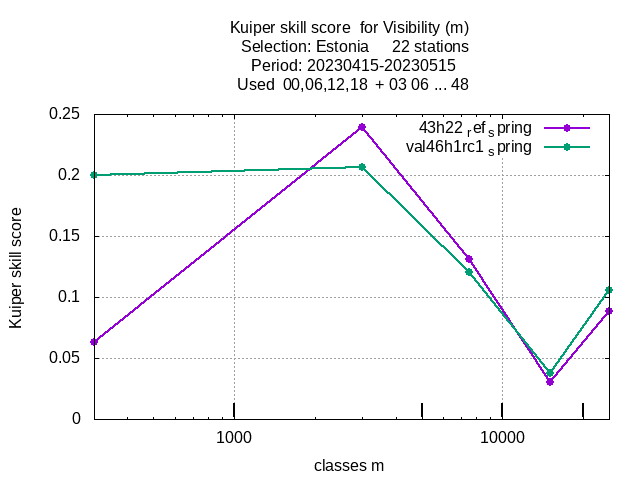 Kuiper skill score  for Visibility (m)
Selection: Estonia     22 stations
Period: 20230415-20230515
Used  00,06,12,18  + 03 06 ... 48
0.25
43h22 ref spring
val46h1rc1 spring
0.2
0.15
Kuiper skill score
0.1
0.05
0
1000 10000
classes m